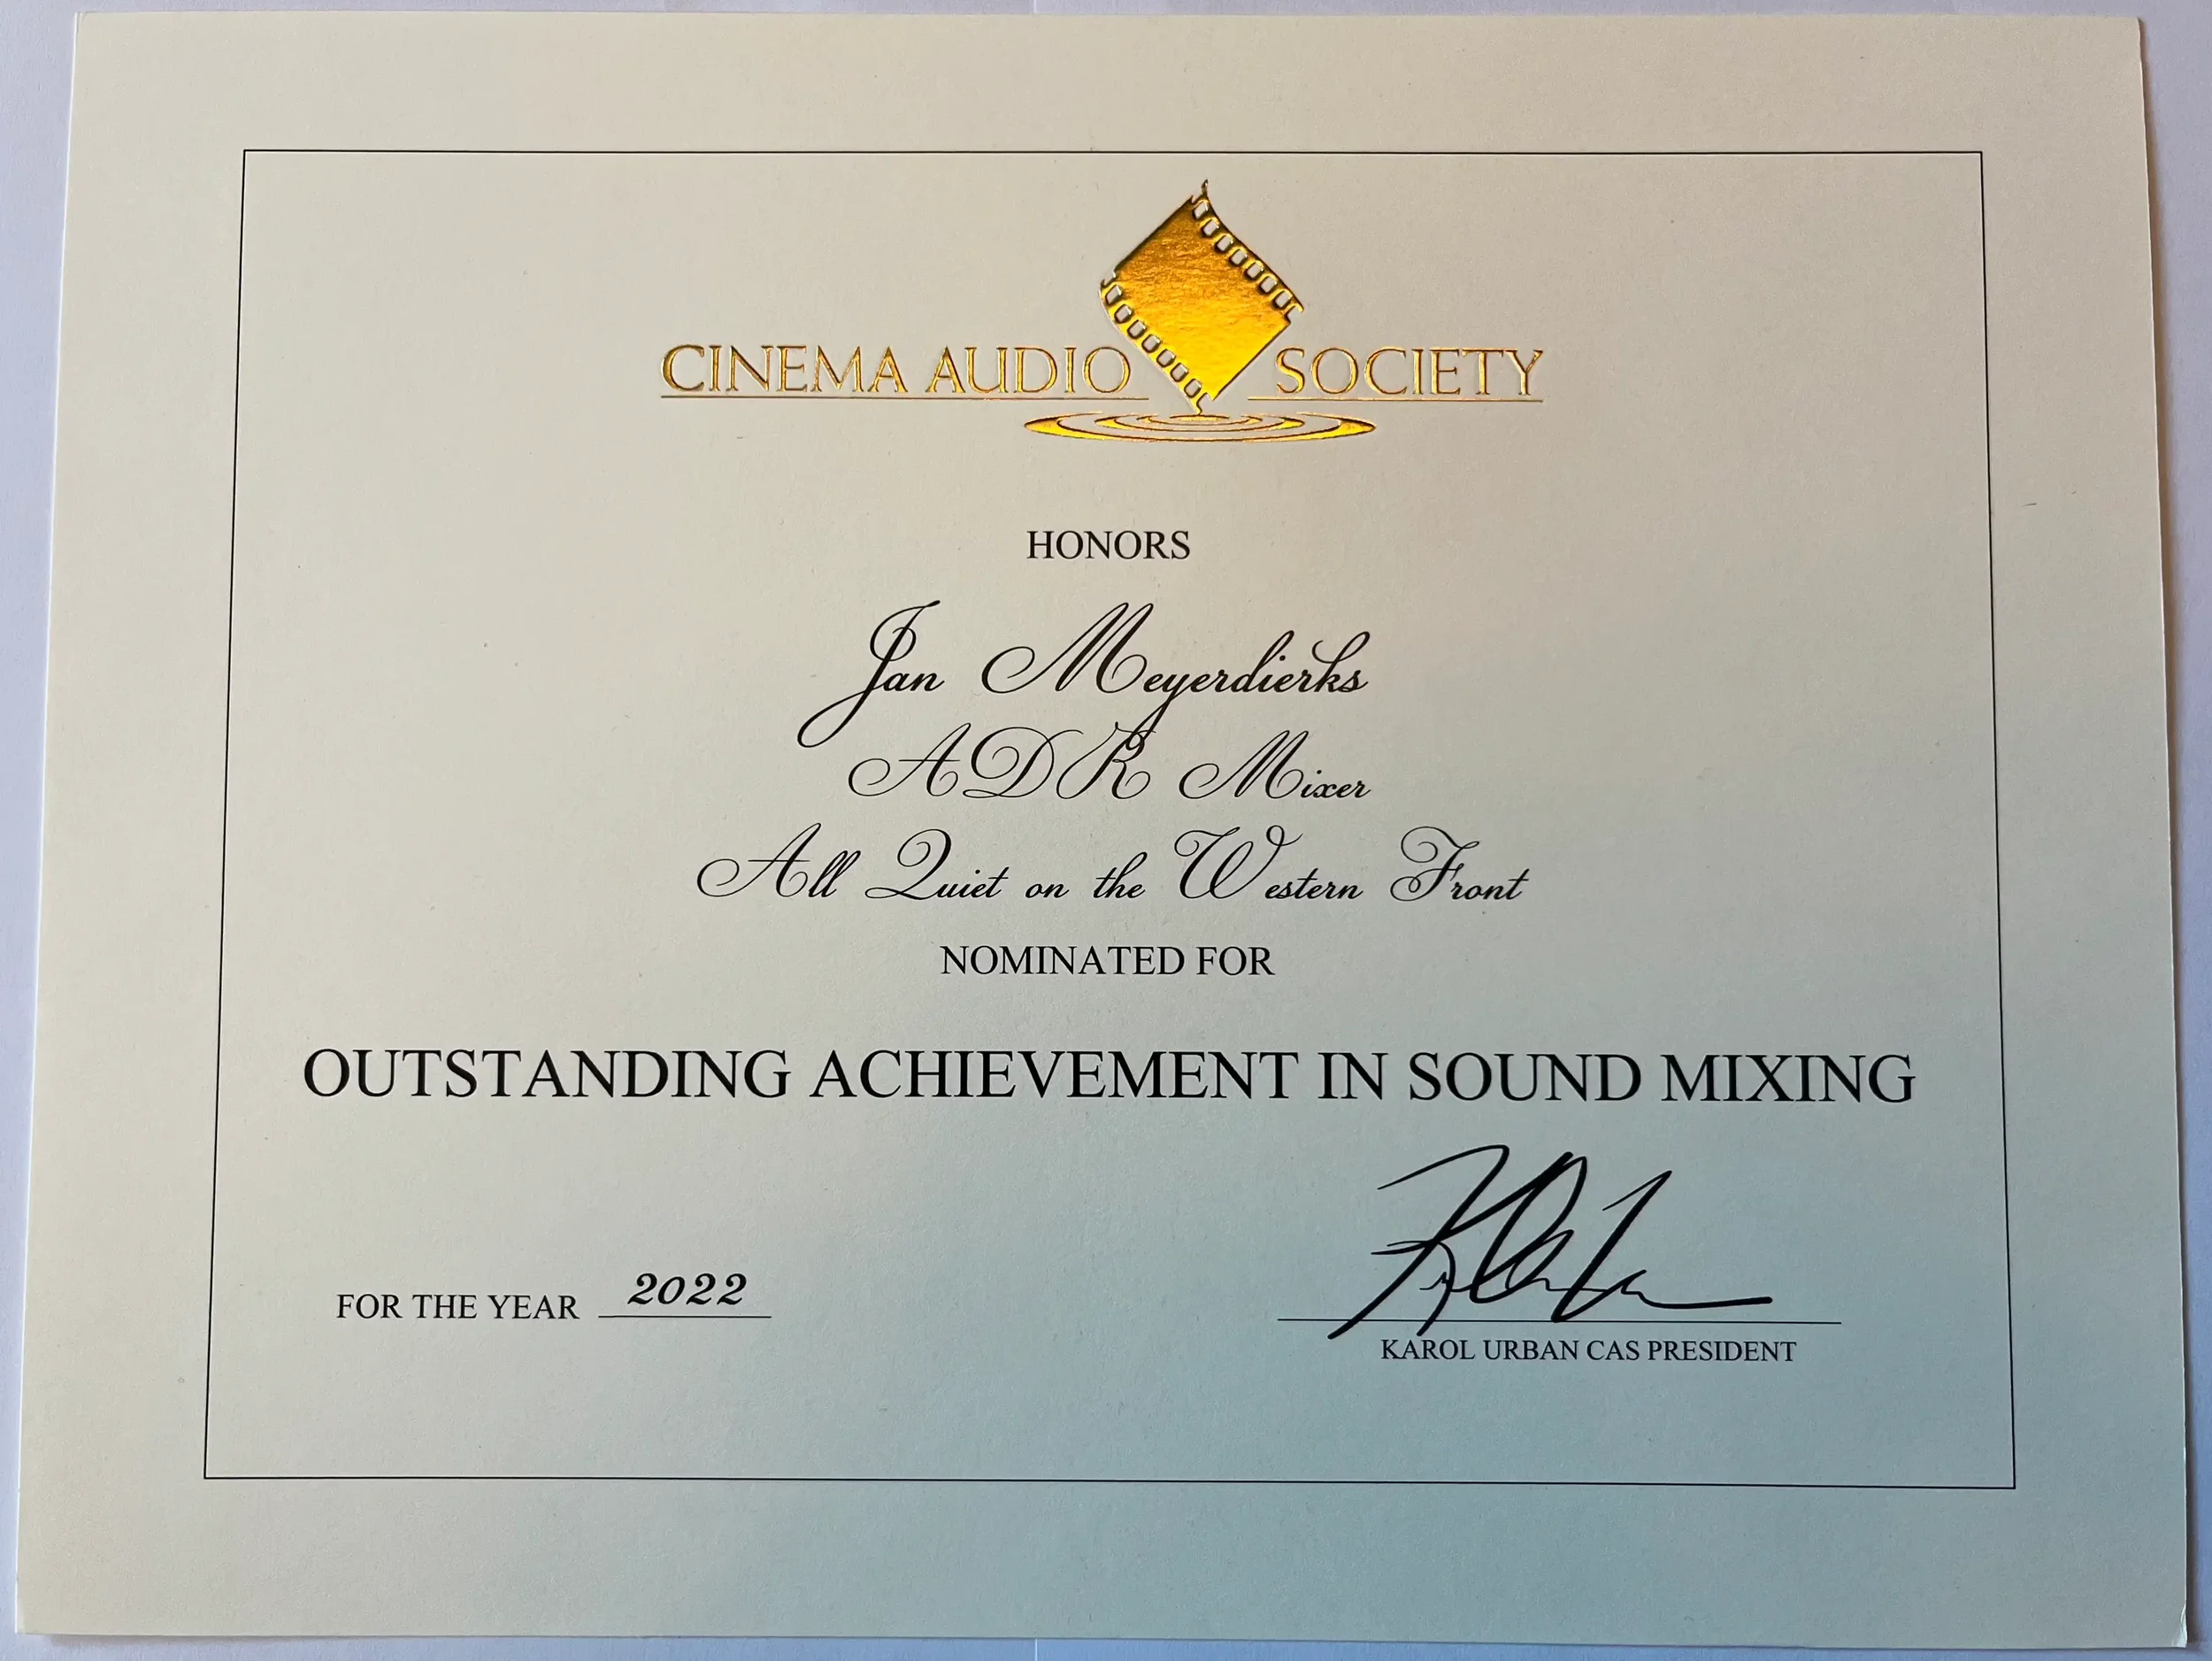 CINEMA AUDIO SOCIETY
HONORS
Jan Meyerdierks
ADR Mixer
All Quiet on the Western Front
NOMINATED FOR
OUTSTANDING ACHIEVEMENT IN SOUND MIXING
FOR THE YEAR 2022
KAROL URBAN CAS PRESIDENT